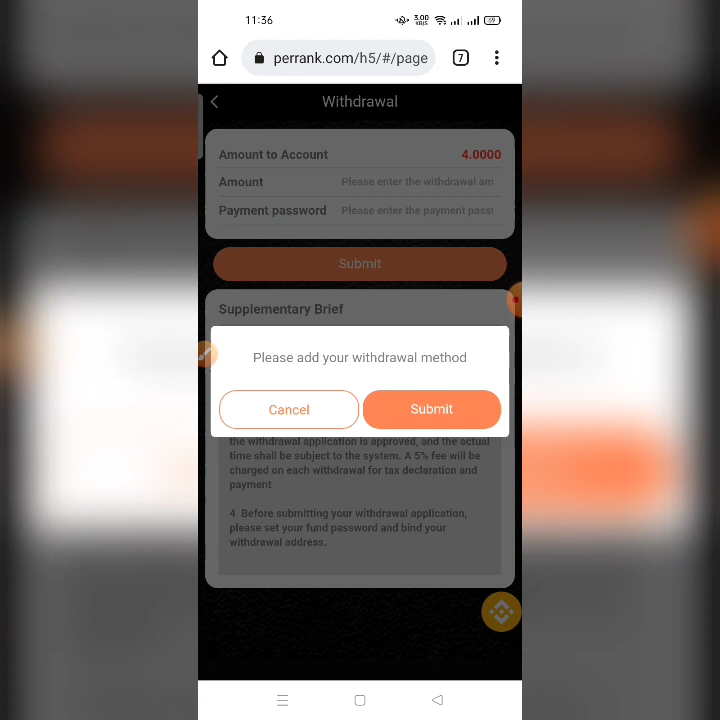 11:36
3.00
KB/S
69
perrank.com/h5/#/page
7
Withdrawal
Amount to Account 4.0000
Amount Please enter the withdrawal am
Payment password Please enter the payment pass
Submit
Supplementary Brief
Please add your withdrawal method
Cancel Submit
the withdrawal application is approved, and the actual
time shall be subject to the system. A 5% fee will be
charged on each withdrawal for tax declaration and
payment
4 Before submitting your withdrawal application,
please set your fund password and bind your
withdrawal address.